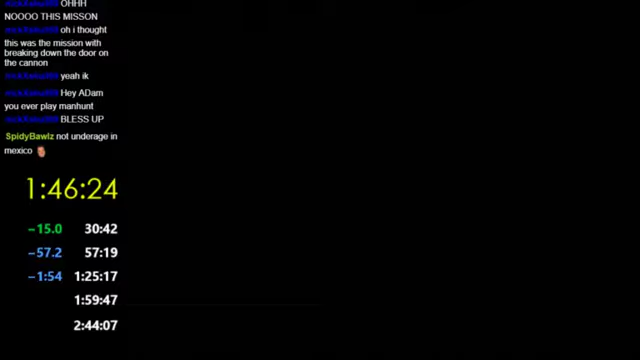 OHHH
NOOOO THIS MISSON
oh i thought
this was the mission with
breaking down the door on
the cannon
yeah ik
Hey ADam
you ever play manhunt
BLESS UP
SpidyBawlz not underage in
mexico
1:46:24
−15.0 30:42
−57.2 57:19
−1:54 1:25:17
1:59:47
2:44:07